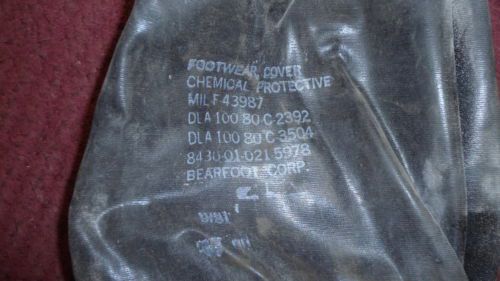 FOOTWEAR COVER
CHEMICAL PROTECTIVE
MIL F 43987
DLA 100 80 C 2392
DLA 100 80 C 3504
8430-01-021 5978
BEARFOOT CORP.